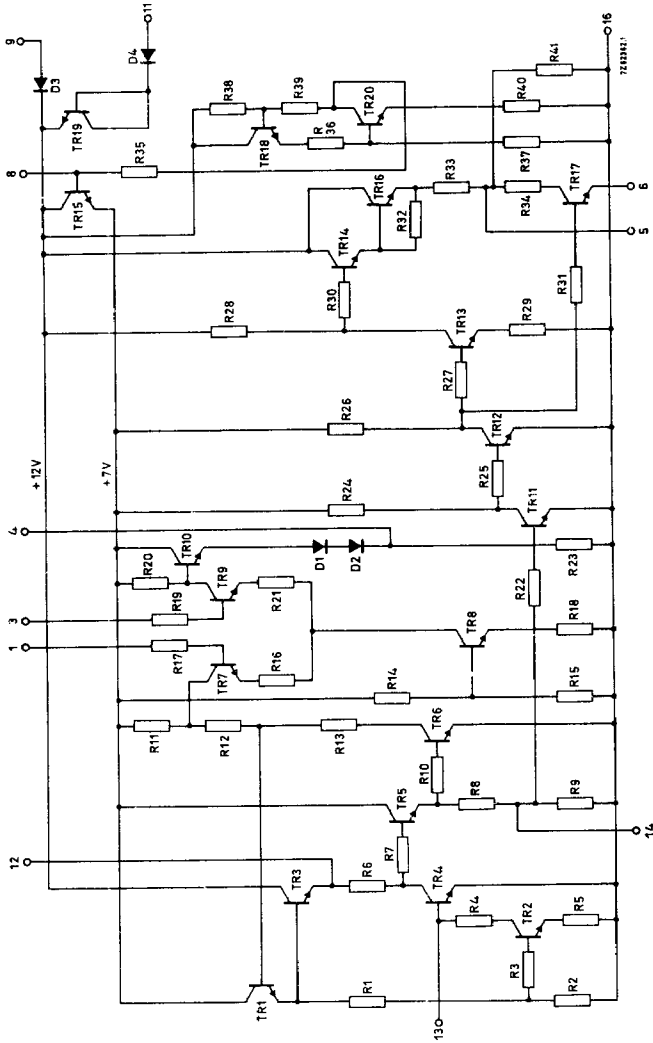 9
11
D3
D4
TR19
8
TR15
R35
R38
R39
TR18
R36
TR20
R41
R40
R37
16
7Z62362.1
TR16
R33
R32
R34
TR17
6
5
TR14
R30
R31
R28
TR13
R29
R27
+12V
+7V
R26
TR12
R25
R24
TR11
4
R20
TR10
D1
D2
R23
R22
3
R19
TR9
R21
1
R17
TR7
R16
TR8
R18
R14
R15
R11
R12
R13
TR6
R10
TR5
R8
R9
R7
14
12
TR3
R6
TR4
R4
TR2
R5
R3
TR1
R1
R2
13